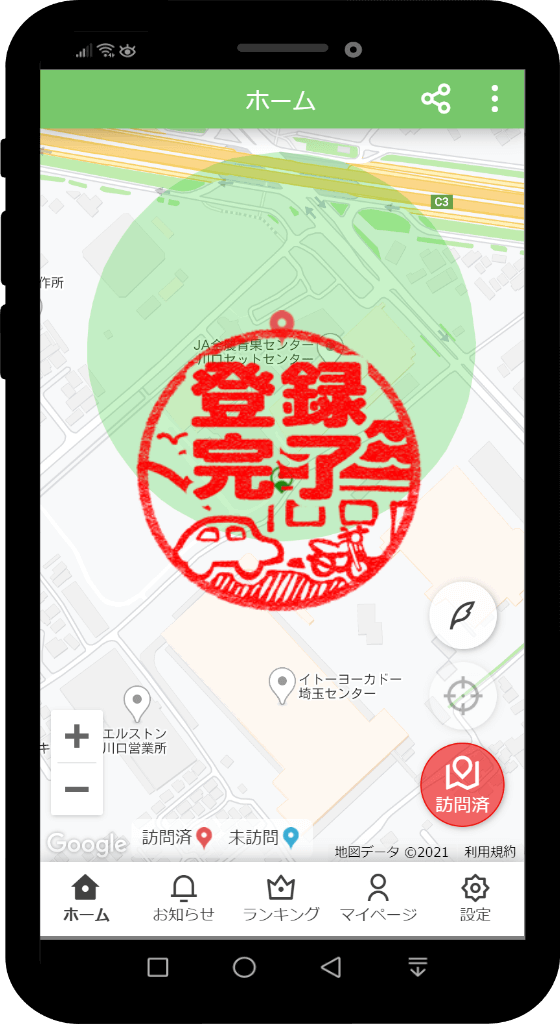 ホーム
C3
作所
JA全農青果センター
川口セットセンター
登録
完了
イトーヨーカドー
埼玉センター
エルストン
川口営業所
キ
訪問済
Google
訪問済
未訪問
地図データ ©2021 利用規約
ホーム
お知らせ
ランキング
マイページ
設定